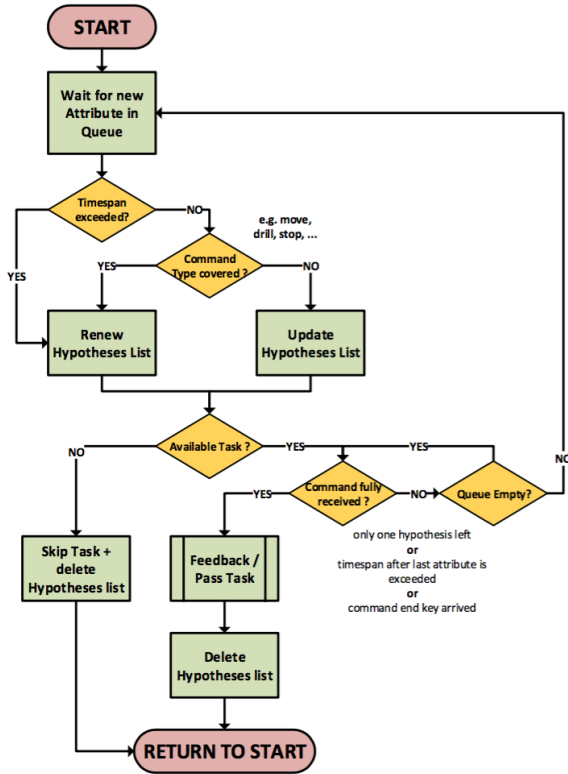 START
Wait for new
Attribute in
Queue
Timespan
exceeded?
NO
e.g. move,
drill, stop, ...
YES
Command
Type covered ?
YES
NO
Renew
Hypotheses List
Update
Hypotheses List
Available Task ?
NO
YES
YES
NO
Command fully
received ?
YES
NO
Queue Empty?
only one hypothesis left
or
timespan after last attribute is
exceeded
or
command end key arrived
Skip Task +
delete
Hypotheses list
Feedback /
Pass Task
Delete
Hypotheses list
RETURN TO START